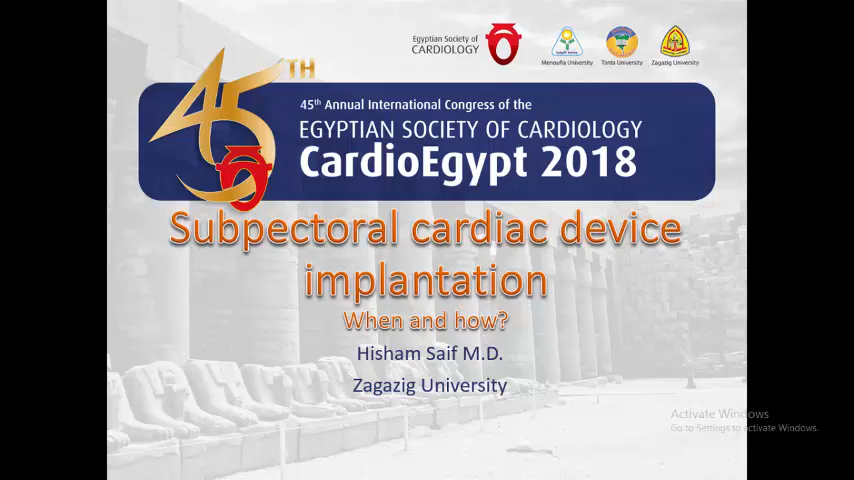 Egyptian Society of
CARDIOLOGY
Menoufia University
Tanta University
Zagazig University
45TH
45th Annual International Congress of the
EGYPTIAN SOCIETY OF CARDIOLOGY
CardioEgypt 2018
Subpectoral cardiac device
implantation
When and how?
Hisham Saif M.D.
Zagazig University
Activate Windows
Go to Settings to activate Windows.